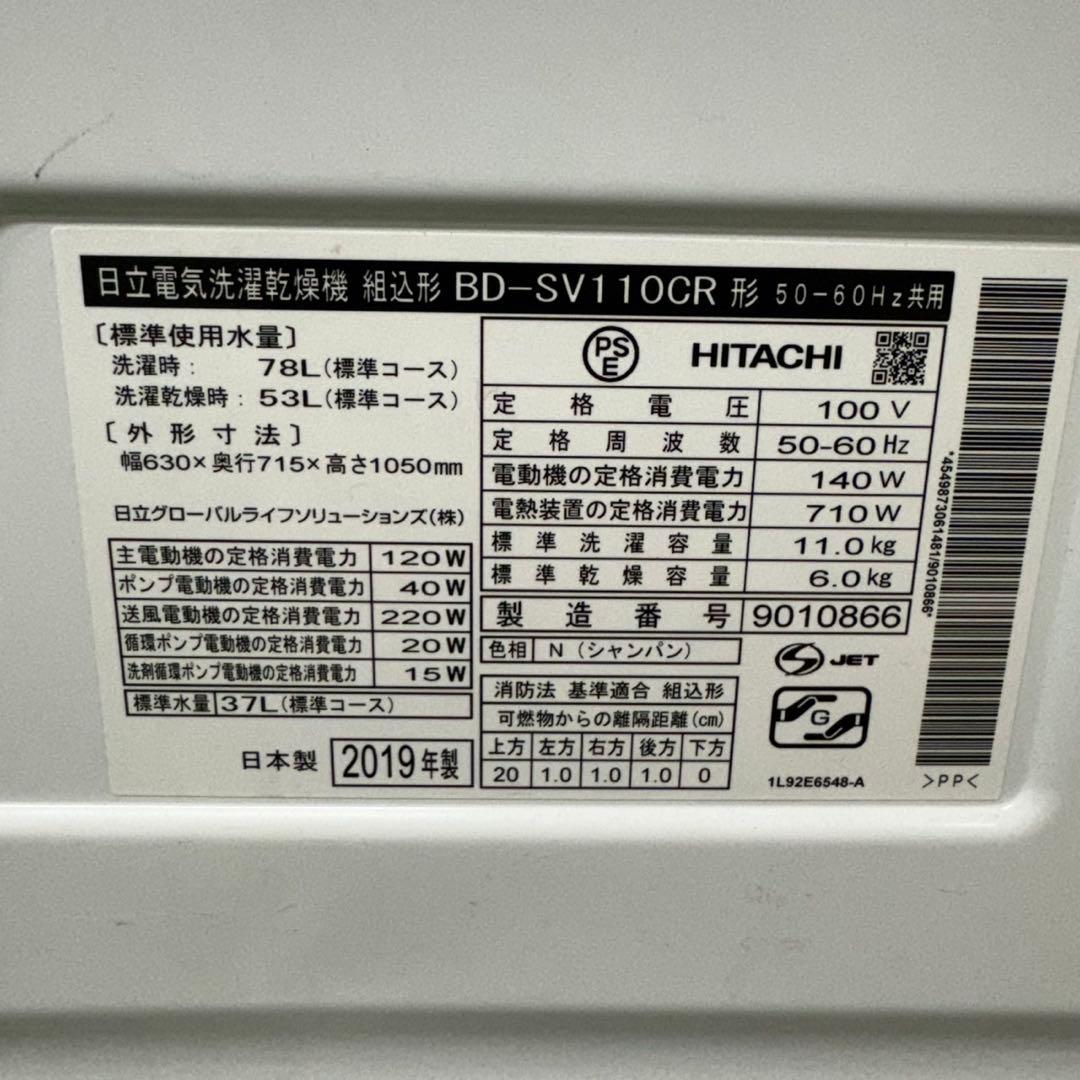 日立電気洗濯乾燥機 組込形 BD-SV110CR 形 50-60Hz共用
〔標準使用水量〕
洗濯時： 78L(標準コース)
洗濯乾燥時：53L(標準コース)
〔外形寸法〕
幅630×奥行715×高さ1050mm
日立グローバルライフソリューションズ(株)
主電動機の定格消費電力 120W
ポンプ電動機の定格消費電力 40W
送風電動機の定格消費電力 220W
循環ポンプ電動機の定格消費電力 20W
洗剤循環ポンプ電動機の定格消費電力 15W
標準水量 37L(標準コース)
日本製 2019年製
PSE HITACHI
定格電圧 100V
定格周波数 50-60Hz
電動機の定格消費電力 140W
電熱装置の定格消費電力 710W
標準洗濯容量 11.0kg
標準乾燥容量 6.0kg
製造番号 9010866
色相 N（シャンパン）
消防法 基準適合 組込形
可燃物からの離隔距離(cm)
上方 左方 右方 後方 下方
20 1.0 1.0 1.0 0
S JET
G
1L92E6548-A
*4549873061481/9010866*
>PP<